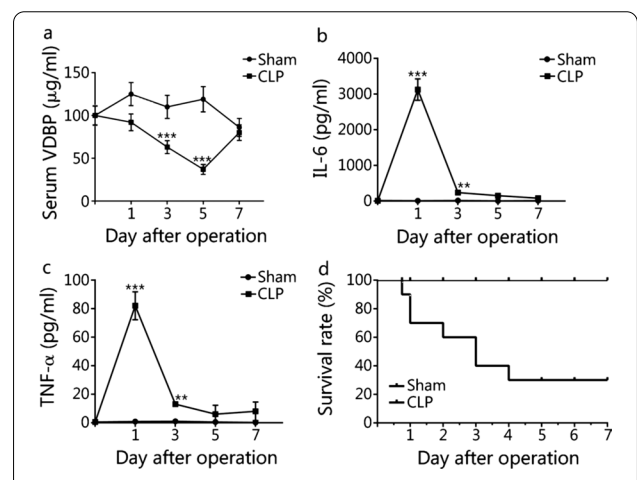 a
Sham
CLP
Serum VDBP (μg/ml)
150
100
50
0
***
***
1 3 5 7
Day after operation
b
Sham
CLP
IL-6 (pg/ml)
4000
3000
2000
1000
0
***
**
1 3 5 7
Day after operation
c
Sham
CLP
TNF-α (pg/ml)
100
80
60
40
20
0
***
**
1 3 5 7
Day after operation
d
Survival rate (%)
100
80
60
40
20
0
Sham
CLP
1 2 3 4 5 6 7
Day after operation